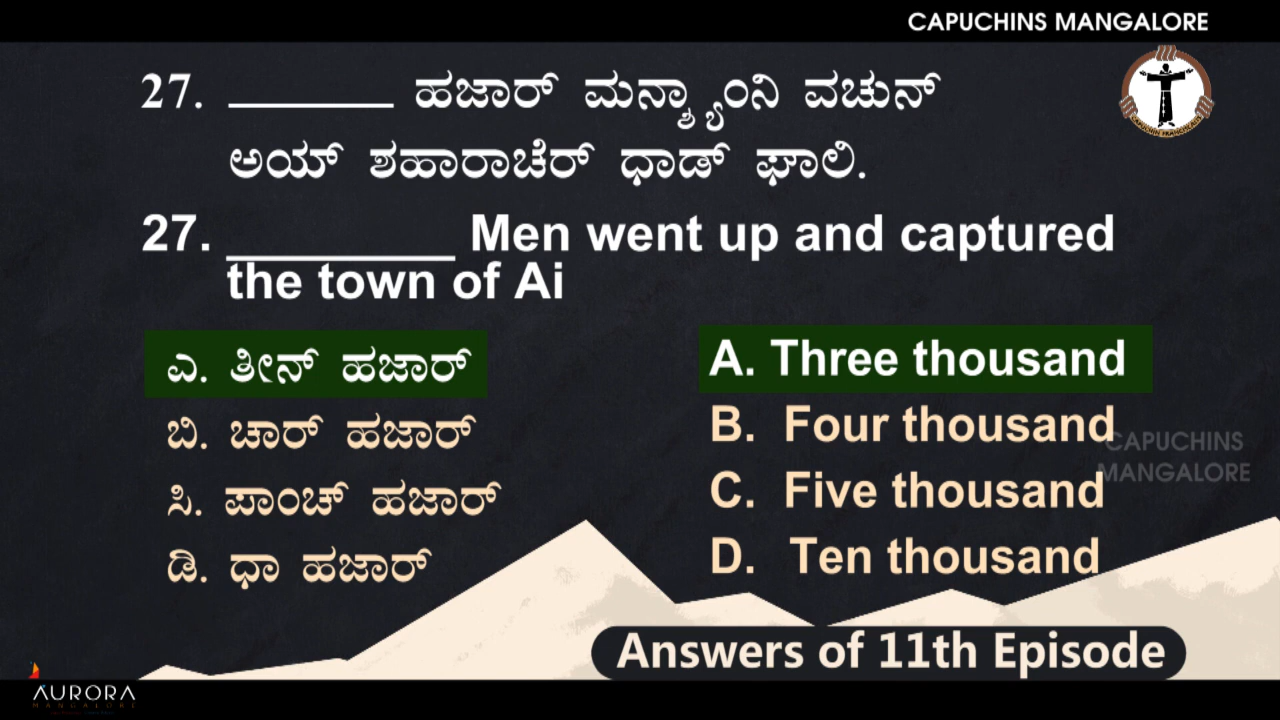 CAPUCHINS MANGALORE
27. ______ ಹಜಾರ್ ಮನ್ಶ್ಯಾಂನಿ ವಚುನ್
ಅಯ್ ಶಹಾರಾಚೆರ್ ಧಾಡ್ ಘಾಲಿ.
27. _________ Men went up and captured
the town of Ai
ಎ. ತೀನ್ ಹಜಾರ್
A. Three thousand
ಬಿ. ಚಾರ್ ಹಜಾರ್
B. Four thousand
CAPUCHINS
MANGALORE
ಸಿ. ಪಾಂಚ್ ಹಜಾರ್
C. Five thousand
ಡಿ. ಧಾ ಹಜಾರ್
D. Ten thousand
Answers of 11th Episode
AURORA
MANGALORE